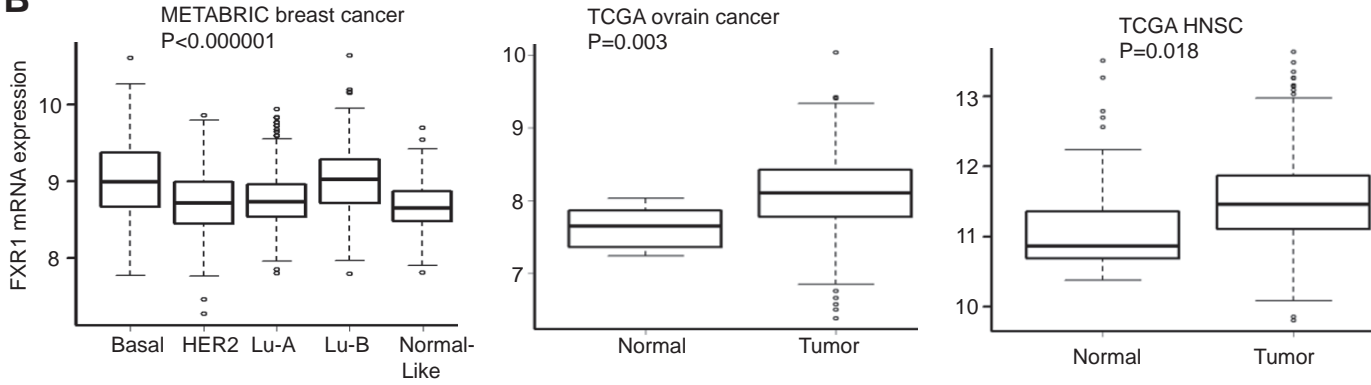 B
METABRIC breast cancer
P<0.000001
FXR1 mRNA expression
10
9
8
Basal HER2 Lu-A Lu-B Normal-
Like
TCGA ovrain cancer
P=0.003
10
9
8
7
Normal Tumor
TCGA HNSC
P=0.018
13
12
11
10
Normal Tumor